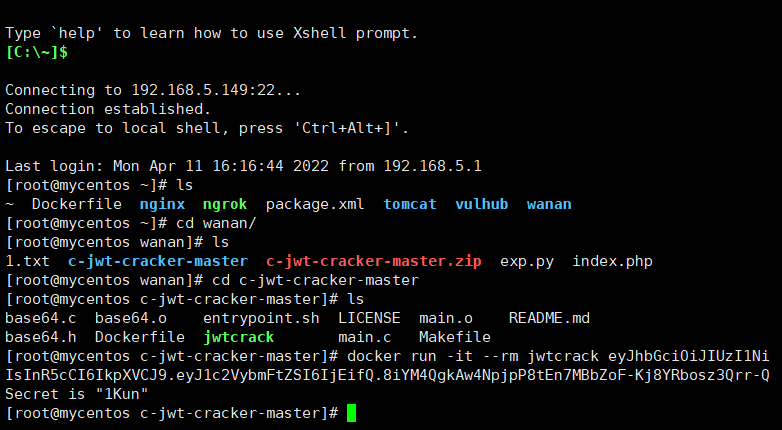 Type `help' to learn how to use Xshell prompt.
[C:\~]$
Connecting to 192.168.5.149:22...
Connection established.
To escape to local shell, press 'Ctrl+Alt+]'.
Last login: Mon Apr 11 16:16:44 2022 from 192.168.5.1
[root@mycentos ~]# ls
~  Dockerfile  nginx  ngrok  package.xml  tomcat  vulhub  wanan
[root@mycentos ~]# cd wanan/
[root@mycentos wanan]# ls
1.txt  c-jwt-cracker-master  c-jwt-cracker-master.zip  exp.py  index.php
[root@mycentos wanan]# cd c-jwt-cracker-master
[root@mycentos c-jwt-cracker-master]# ls
base64.c  base64.o    entrypoint.sh  LICENSE  main.o    README.md
base64.h  Dockerfile  jwtcrack       main.c   Makefile
[root@mycentos c-jwt-cracker-master]# docker run -it --rm jwtcrack eyJhbGciOiJIUzI1Ni
IsInR5cCI6IkpXVCJ9.eyJ1c2VybmFtZSI6IjEifQ.8iYM4QgkAw4NpjpP8tEn7MBbZoF-Kj8YRbosz3Qrr-Q
Secret is "1Kun"
[root@mycentos c-jwt-cracker-master]#